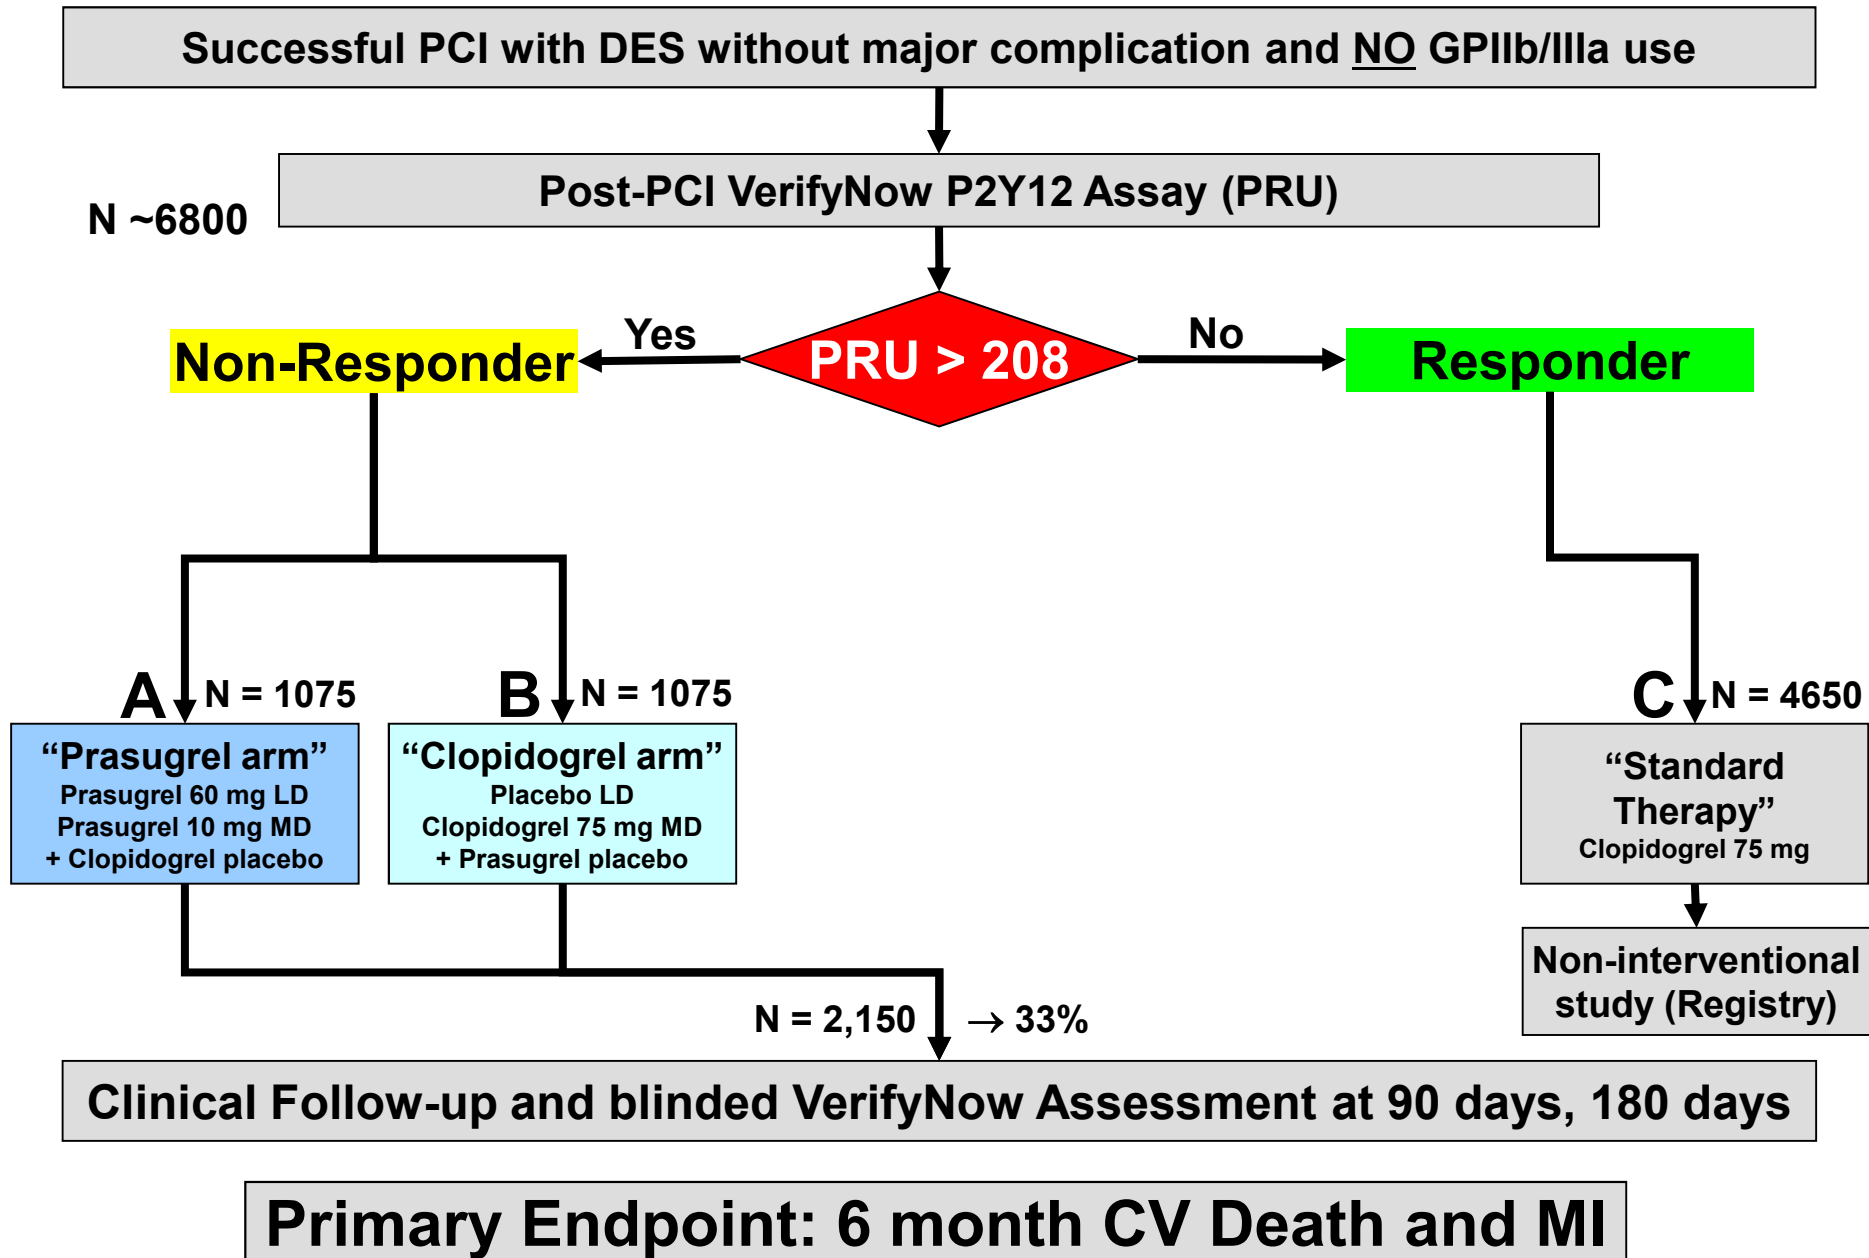 Successful PCI with DES without major complication and NO GPIIb/IIIa use
Post-PCI VerifyNow P2Y12 Assay (PRU)
N ~6800
Yes
No
Non-Responder
PRU > 208
Responder
A
N = 1075
B
N = 1075
C
N = 4650
“Prasugrel arm”
Prasugrel 60 mg LD
Prasugrel 10 mg MD
+ Clopidogrel placebo
“Clopidogrel arm”
Placebo LD
Clopidogrel 75 mg MD
+ Prasugrel placebo
“Standard
Therapy”
Clopidogrel 75 mg
Non-interventional
study (Registry)
N = 2,150 → 33%
Clinical Follow-up and blinded VerifyNow Assessment at 90 days, 180 days
Primary Endpoint: 6 month CV Death and MI